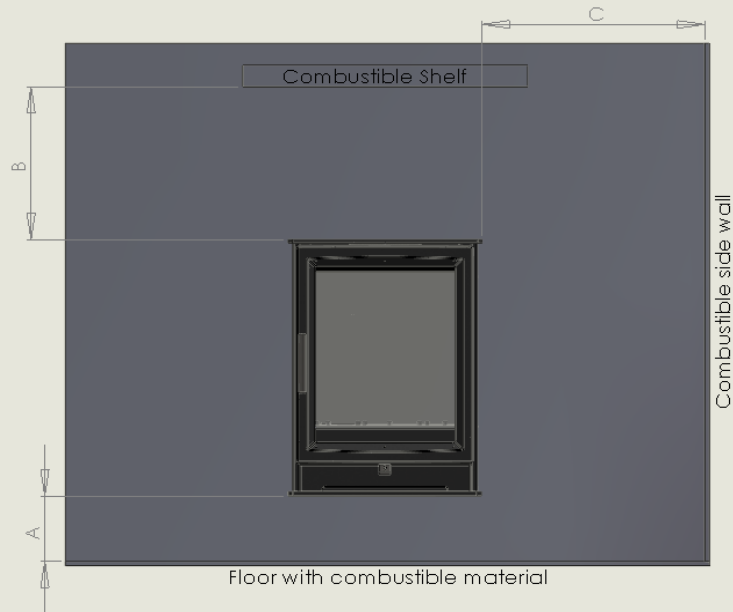 C
Combustible Shelf
B
Combustible side wall
A
Floor with combustible material